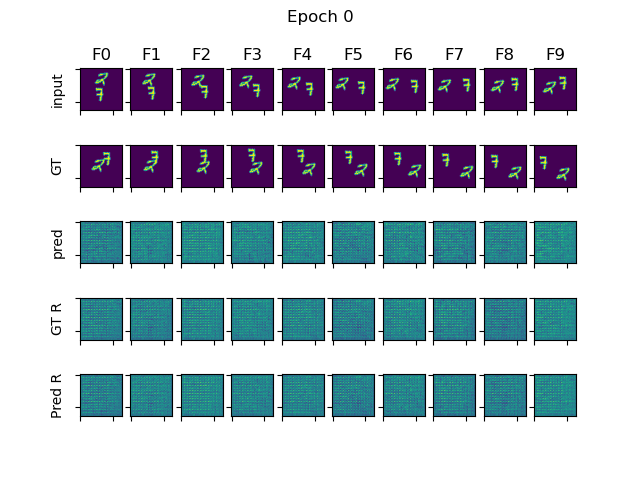 Epoch 0
F0 F1 F2 F3 F4 F5 F6 F7 F8 F9
input
GT
pred
GT R
Pred R